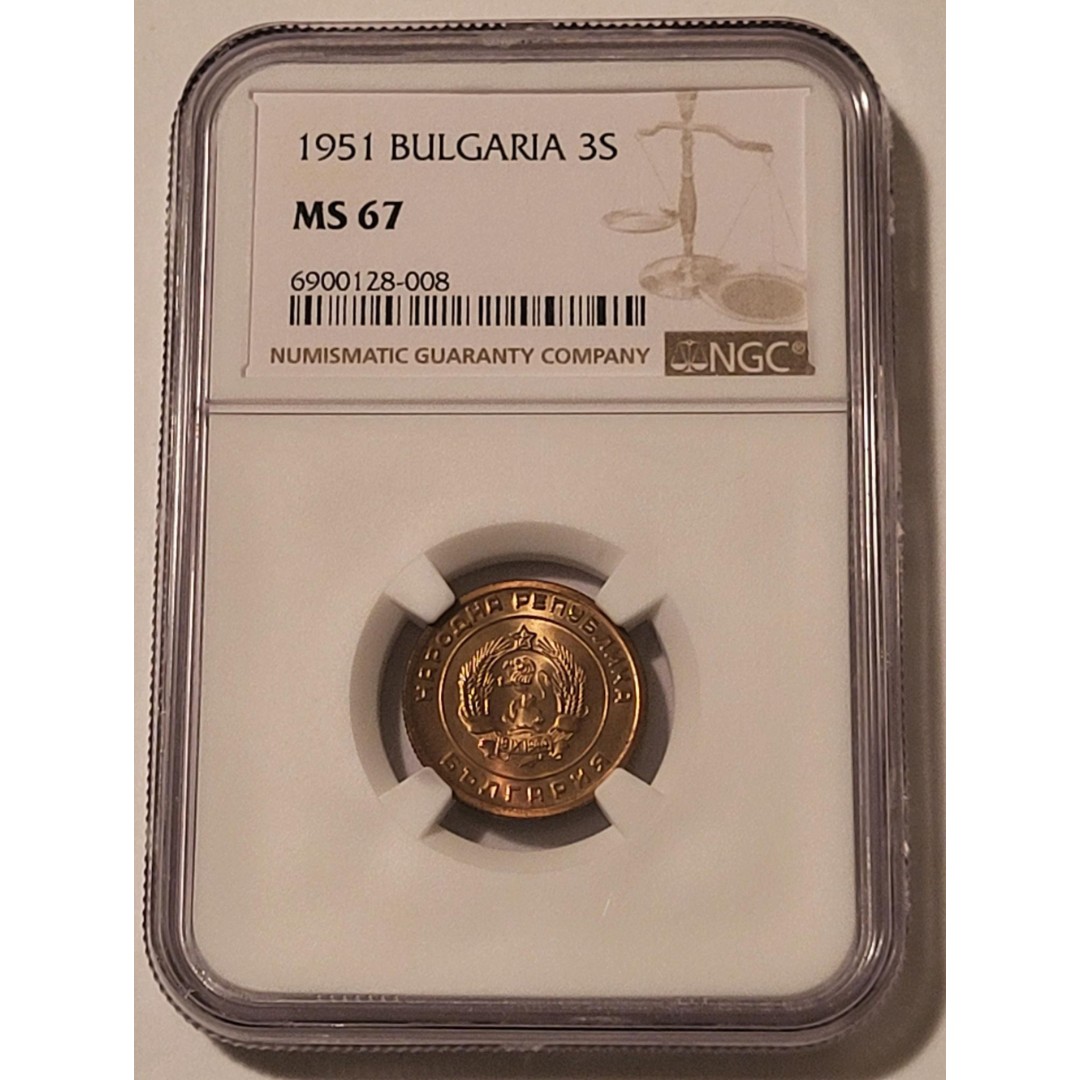 1951 BULGARIA 3S
MS 67
6900128-008
NUMISMATIC GUARANTY COMPANY
NGC®
НАРОДНА РЕПУБЛИКА
БЪЛГАРИЯ